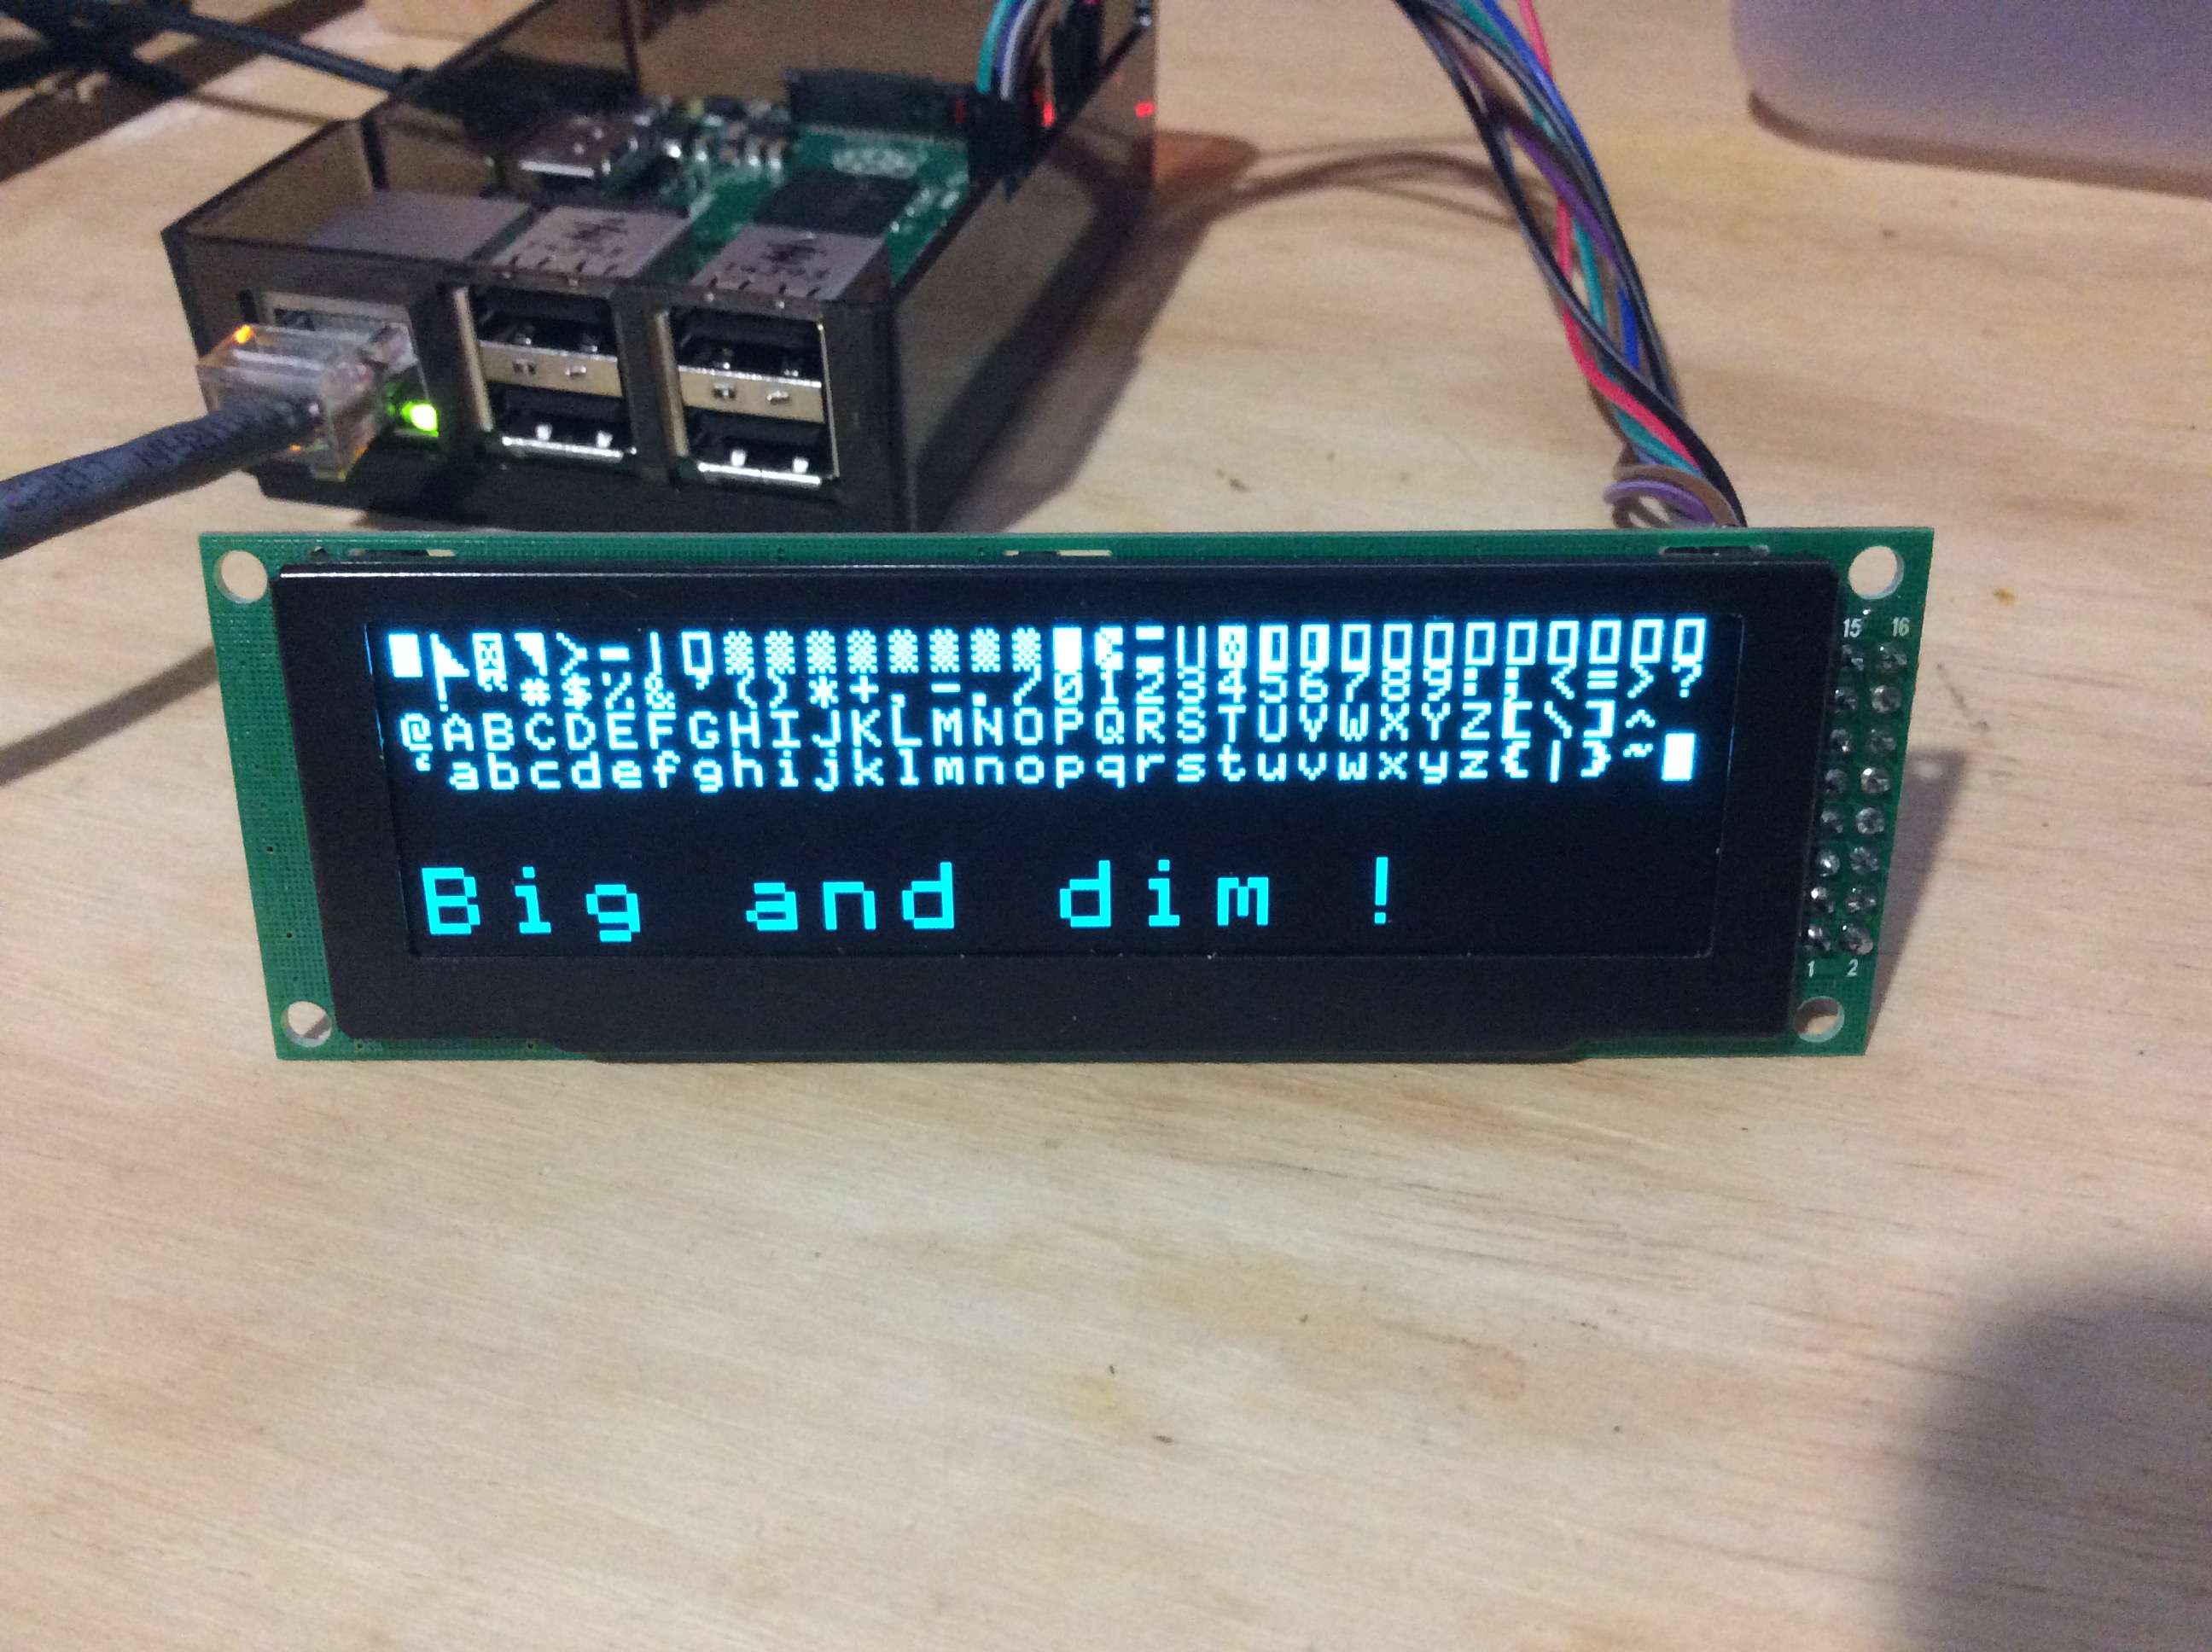 !"#$%&'()*+,-./0123456789:;<=>?
@ABCDEFGHIJKLMNOPQRSTUVWXYZ[\]^
`abcdefghijklmnopqrstuvwxyz{|}~
Big and dim !
15 16
1 2